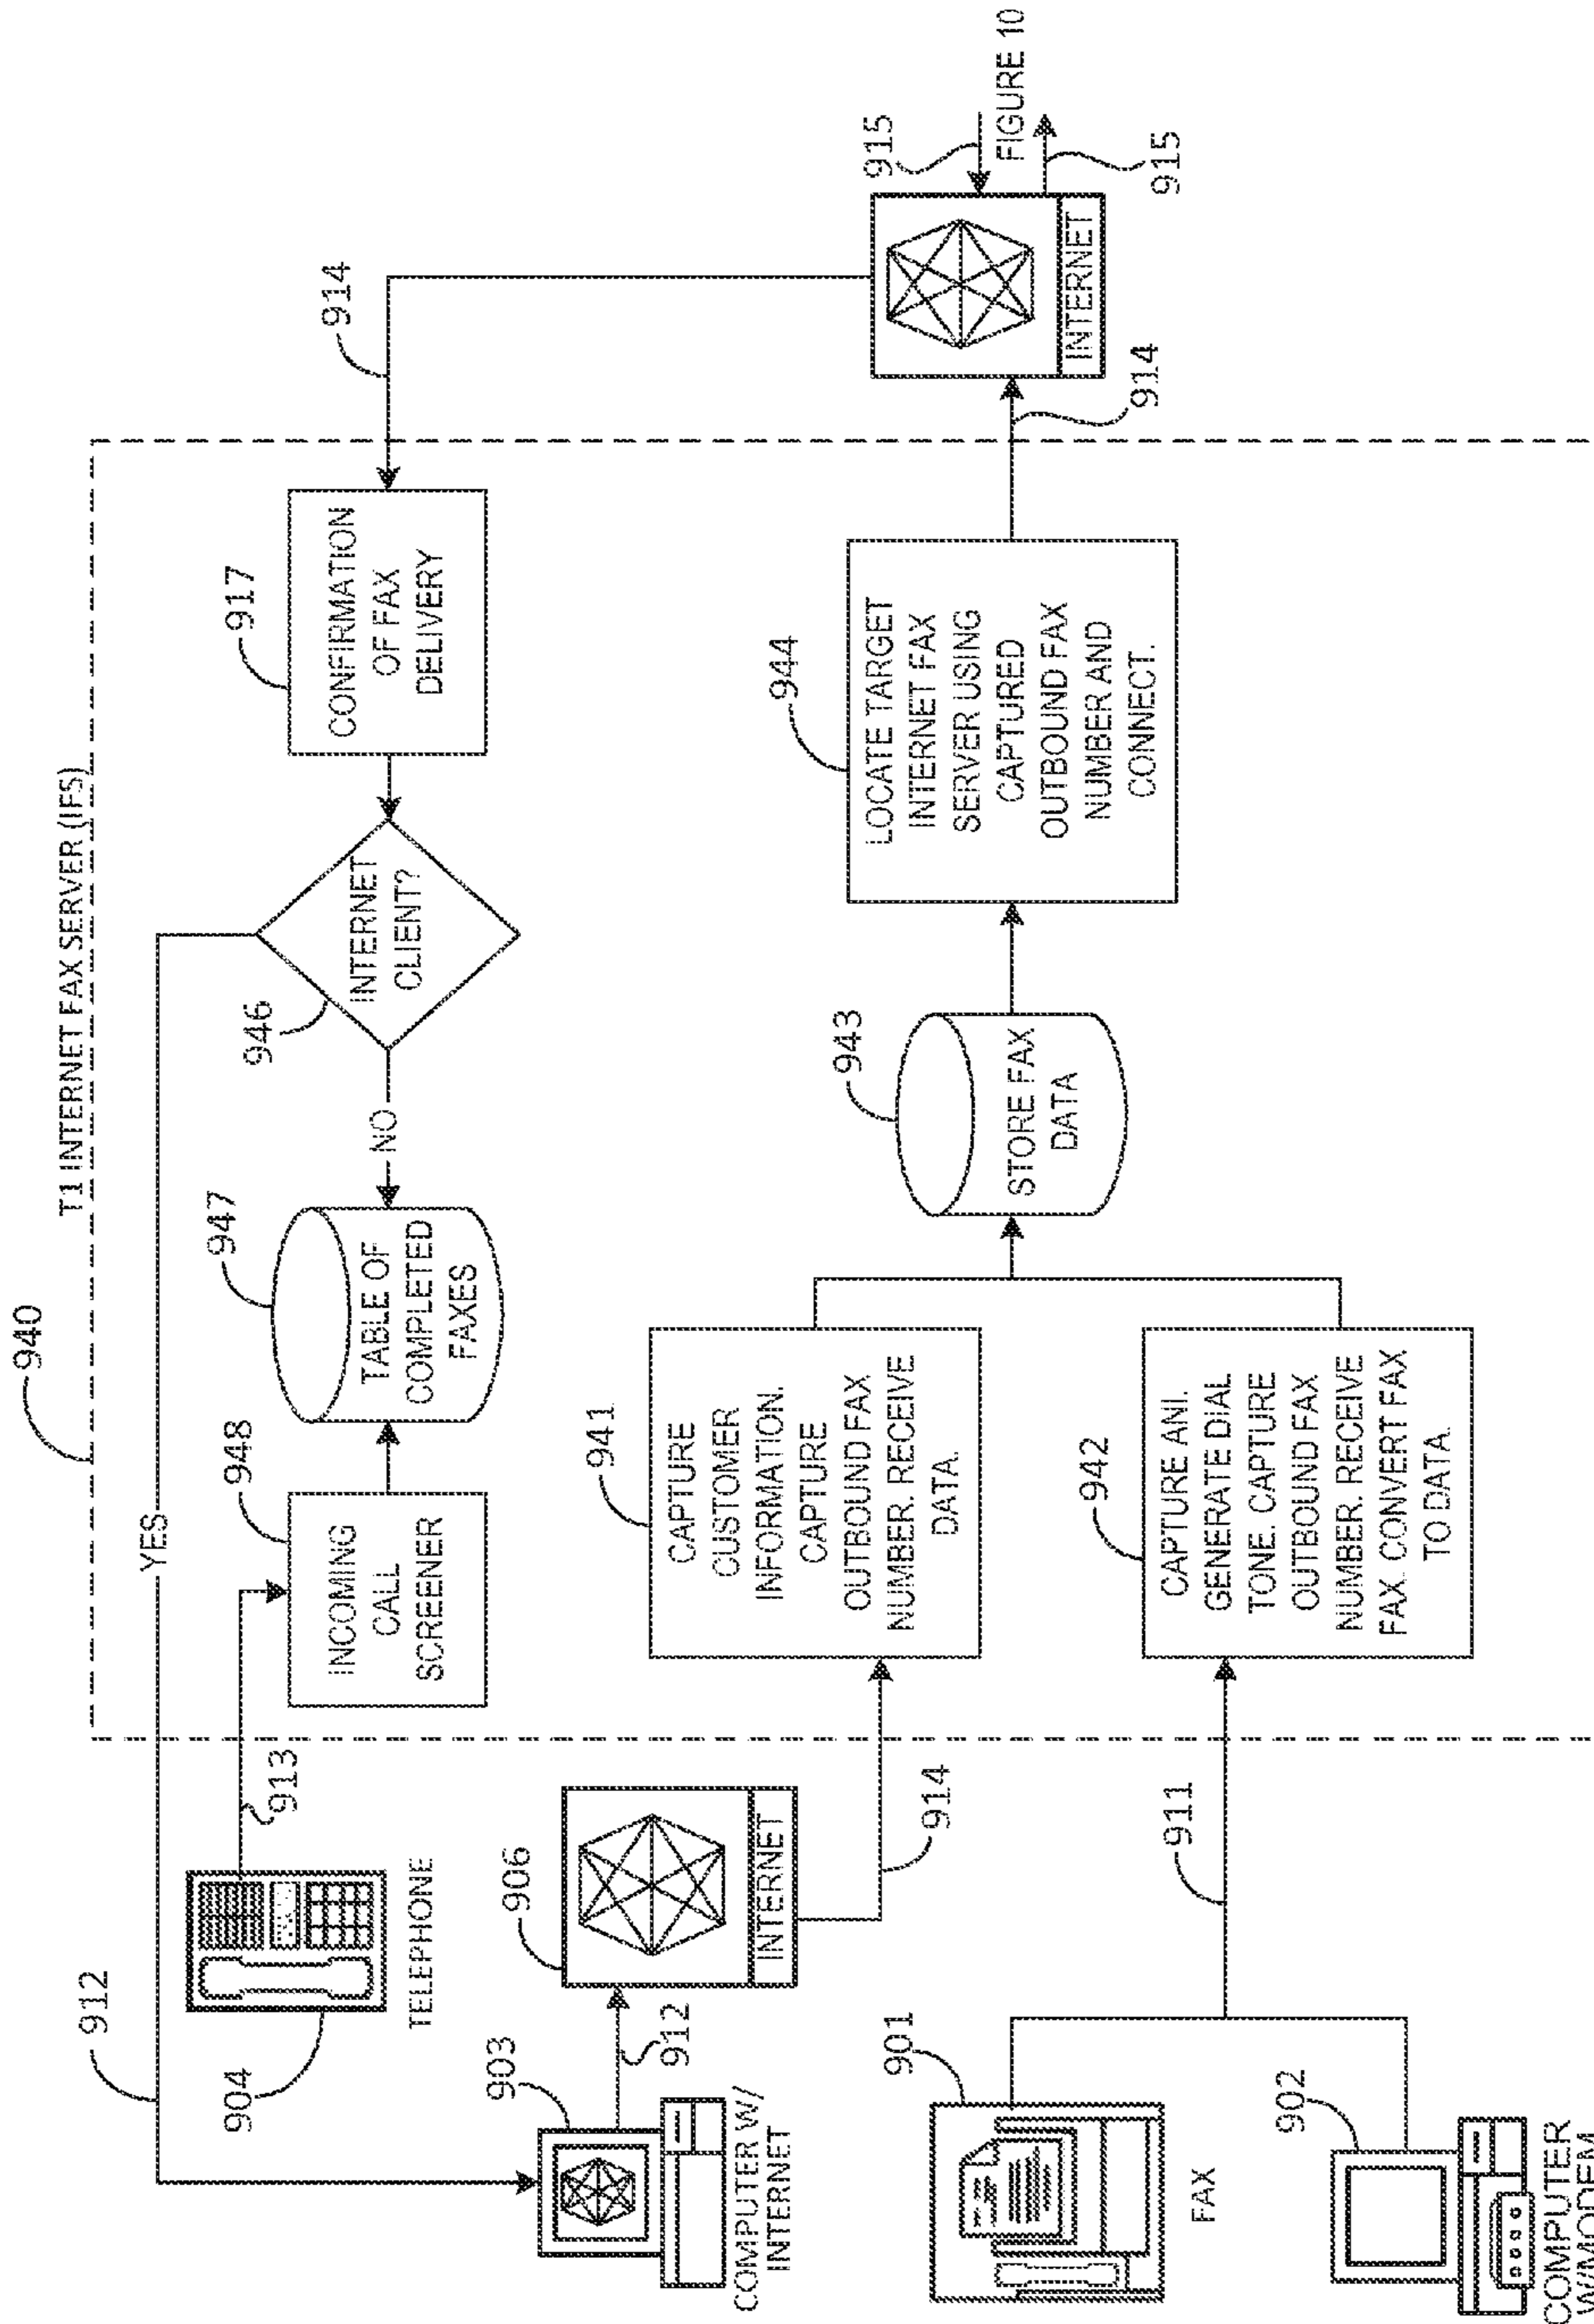 940
T1 INTERNET FAX SERVER (IFS)
912
YES
904
TELEPHONE
913
948
INCOMING
CALL
SCREENER
947
TABLE OF
COMPLETED
FAXES
NO
946
INTERNET
CLIENT?
917
CONFIRMATION
OF FAX
DELIVERY
914
903
COMPUTER W/
INTERNET
912
906
INTERNET
914
941
CAPTURE
CUSTOMER
INFORMATION.
CAPTURE
OUTBOUND FAX
NUMBER. RECEIVE
DATA.
943
STORE FAX
DATA
944
LOCATE TARGET
INTERNET FAX
SERVER USING
CAPTURED
OUTBOUND FAX
NUMBER AND
CONNECT.
914
INTERNET
915
FIGURE 10
915
901
FAX
902
COMPUTER
W/MODEM
911
942
CAPTURE ANI.
GENERATE DIAL
TONE. CAPTURE
OUTBOUND FAX
NUMBER. RECEIVE
FAX. CONVERT FAX
TO DATA.